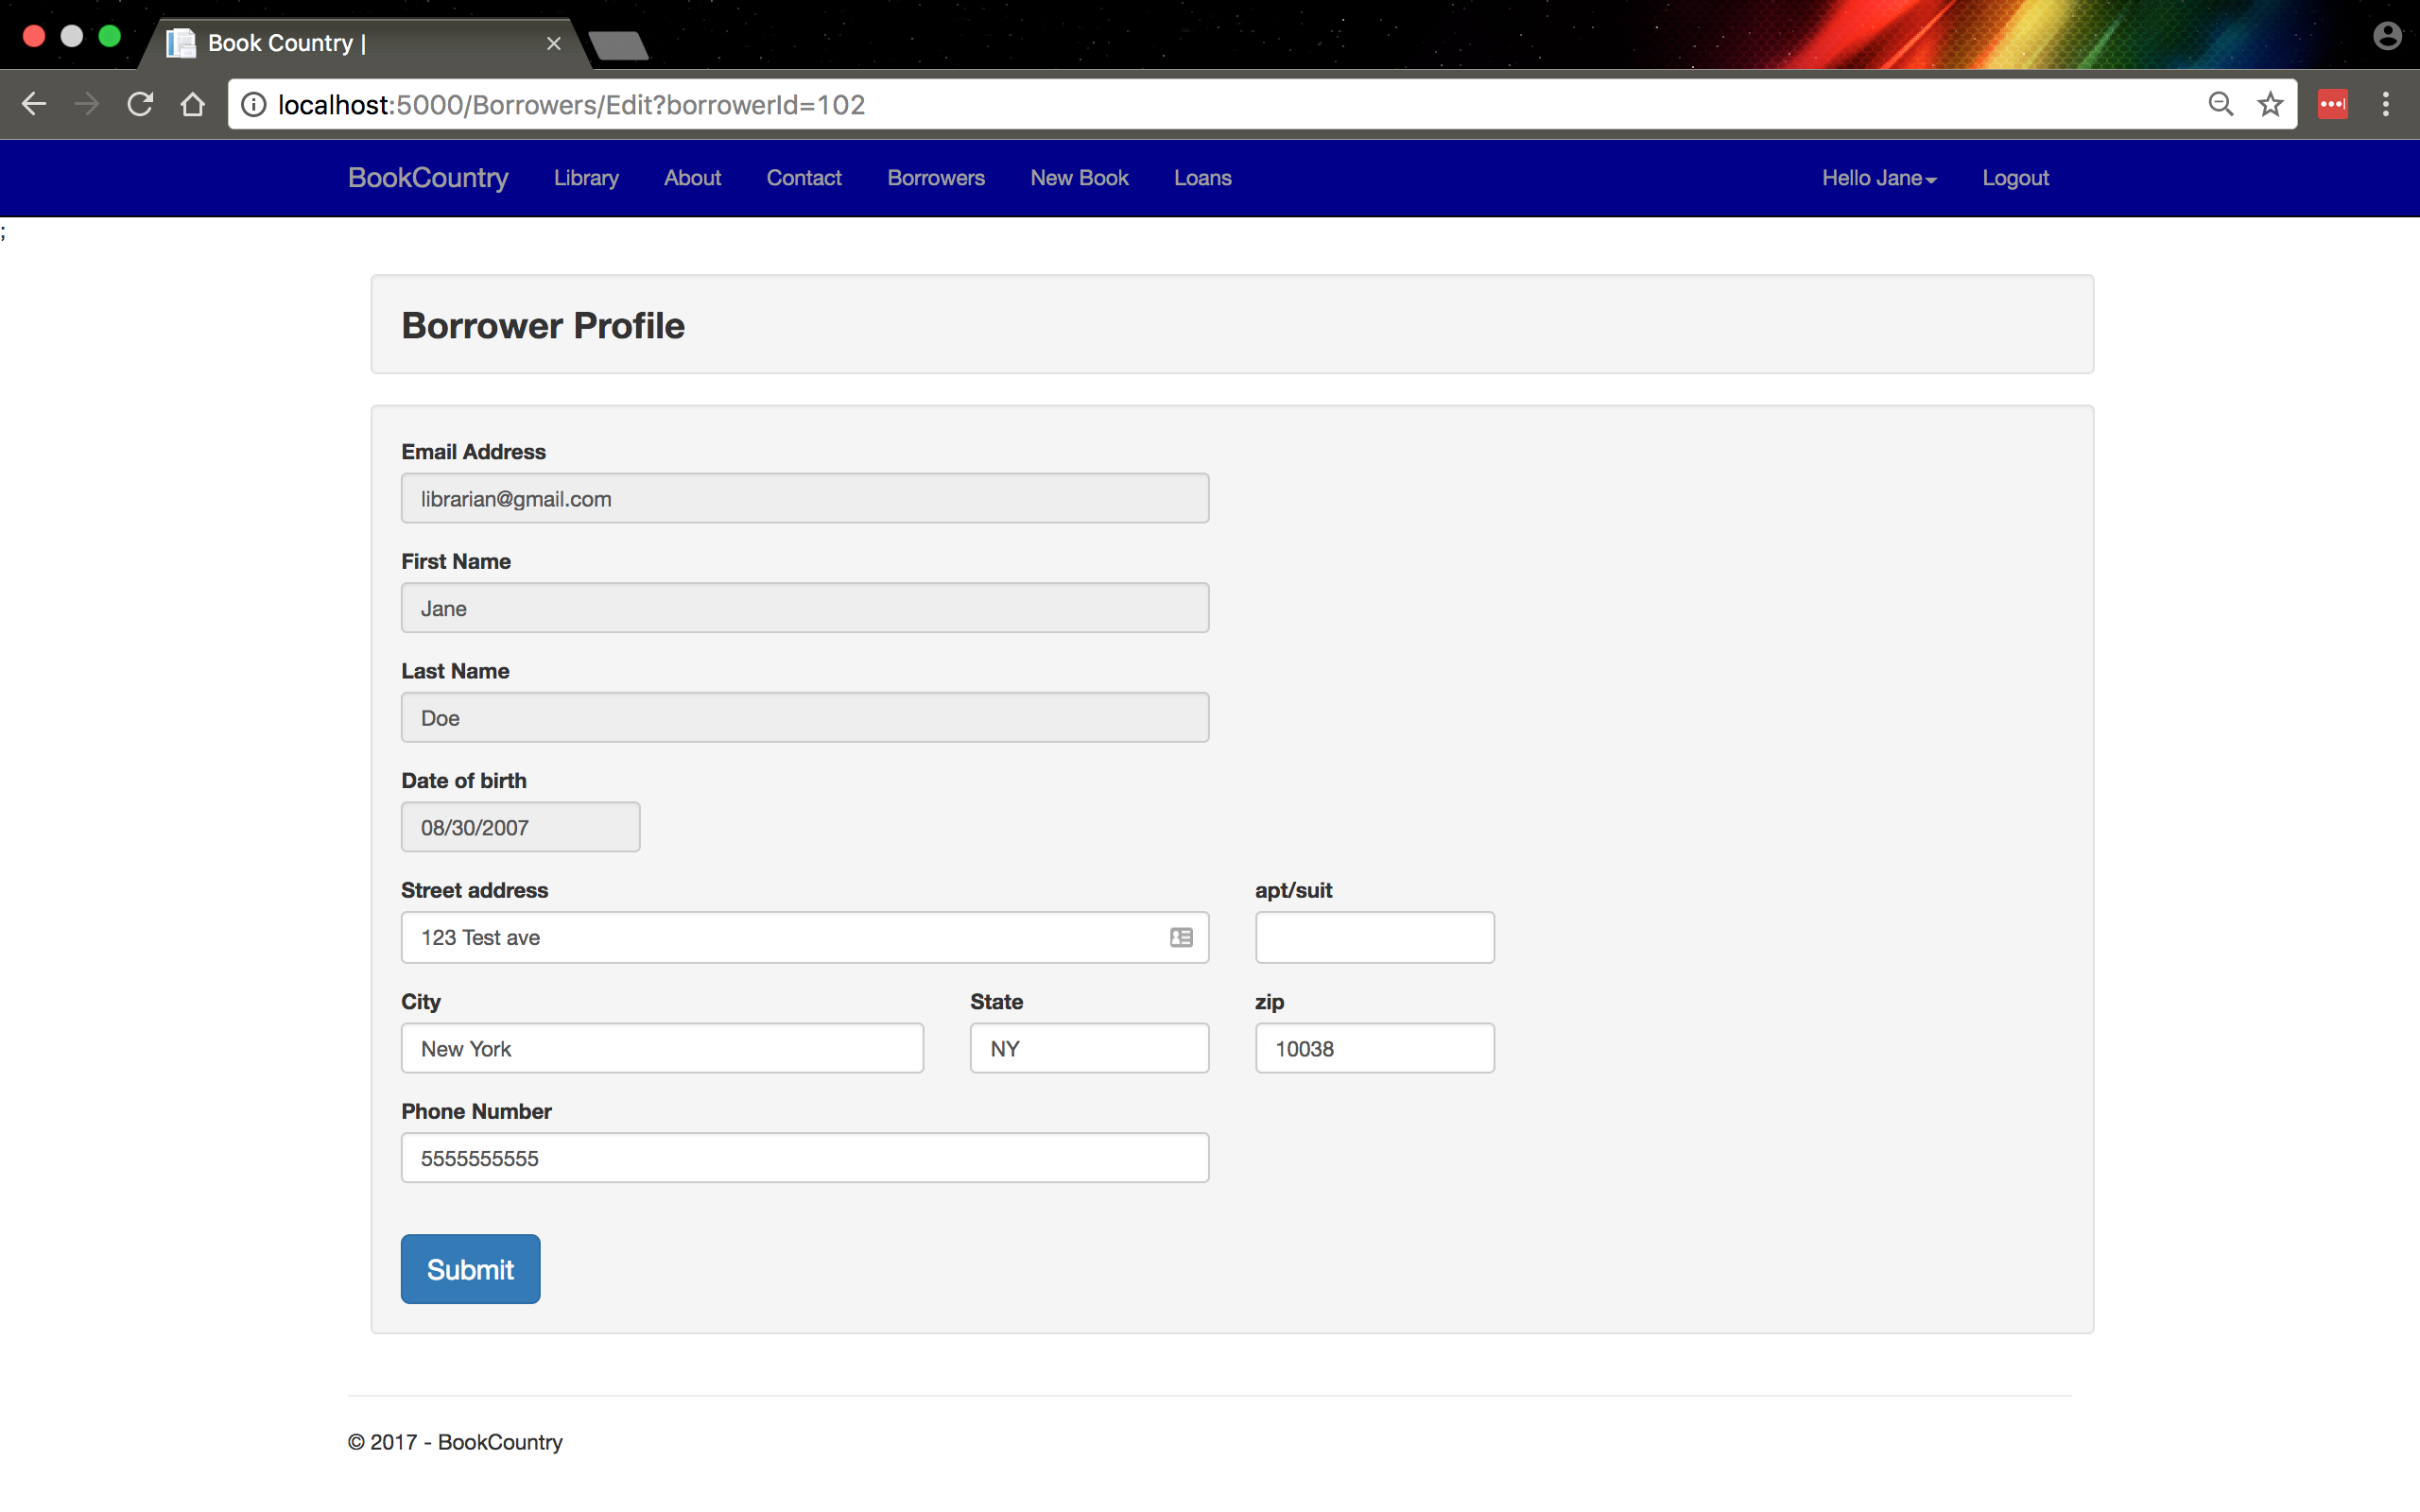 Book Country |
localhost:5000/Borrowers/Edit?borrowerId=102
BookCountry Library About Contact Borrowers New Book Loans Hello Jane Logout
;
Borrower Profile
Email Address
librarian@gmail.com
First Name
Jane
Last Name
Doe
Date of birth
08/30/2007
Street address apt/suit
123 Test ave
City State zip
New York NY 10038
Phone Number
5555555555
Submit
© 2017 - BookCountry